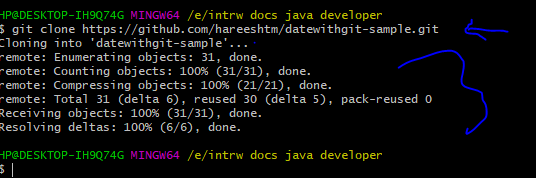 HP@DESKTOP-IH9Q74G MINGW64 /e/intrw docs java developer
$ git clone https://github.com/hareeshtm/datewithgit-sample.git
Cloning into 'datewithgit-sample'...
remote: Enumerating objects: 31, done.
remote: Counting objects: 100% (31/31), done.
remote: Compressing objects: 100% (21/21), done.
remote: Total 31 (delta 6), reused 30 (delta 5), pack-reused 0
Receiving objects: 100% (31/31), done.
Resolving deltas: 100% (6/6), done.
HP@DESKTOP-IH9Q74G MINGW64 /e/intrw docs java developer
$